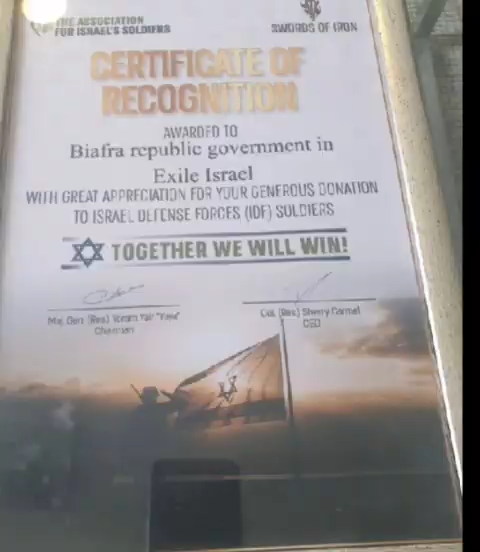 THE ASSOCIATION
FOR ISRAEL'S SOLDIERS
SWORDS OF IRON
CERTIFICATE OF
RECOGNITION
AWARDED TO
Biafra republic government in
Exile Israel
WITH GREAT APPRECIATION FOR YOUR GENEROUS DONATION
TO ISRAEL DEFENSE FORCES (IDF) SOLDIERS
TOGETHER WE WILL WIN!
Maj. Gen. (Res) Yoram Yair "Yaya"
Chairman
Col. (Res) Sherry Carmel
CEO